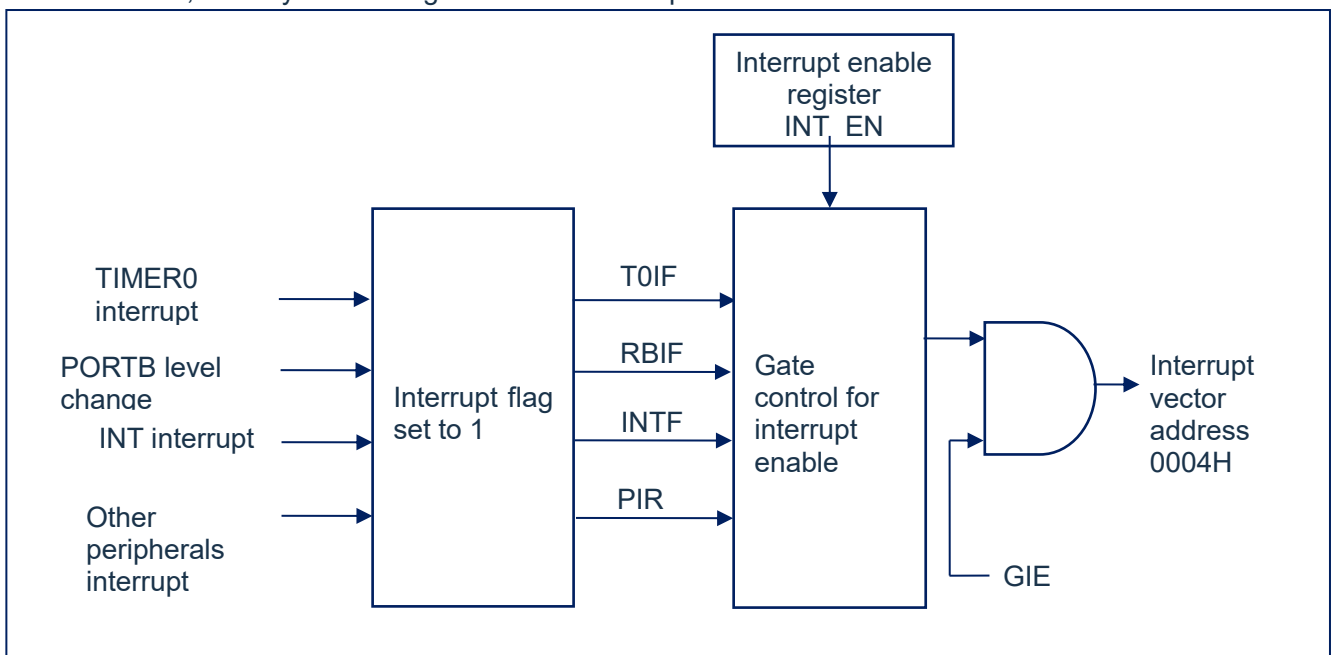 Interrupt enable
register
INT_EN
TIMER0
interrupt
PORTB level
change
INT interrupt
Other
peripherals
interrupt
Interrupt flag
set to 1
T0IF
RBIF
INTF
PIR
Gate
control for
interrupt
enable
Interrupt
vector
address
0004H
GIE